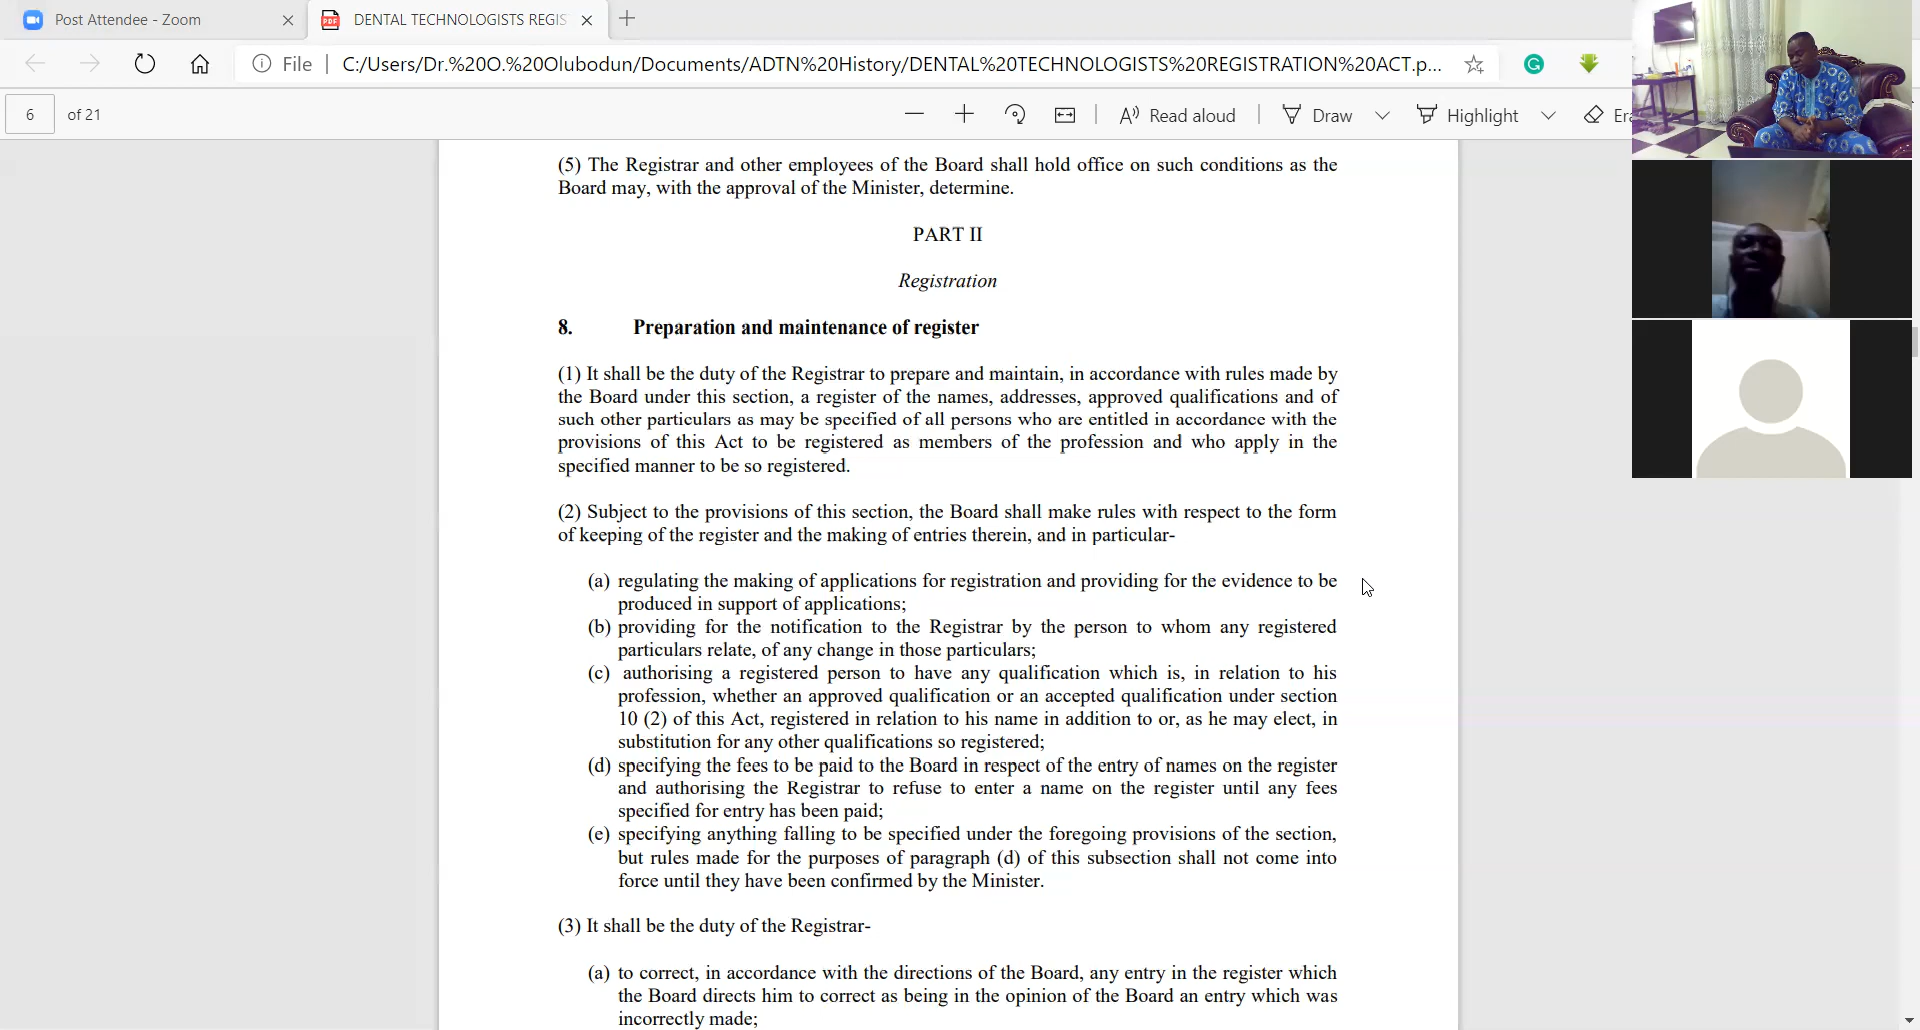 Post Attendee - Zoom
DENTAL TECHNOLOGISTS REGIS
File
C:/Users/Dr.%20O.%20Olubodun/Documents/ADTN%20History/DENTAL%20TECHNOLOGISTS%20REGISTRATION%20ACT.p...
6 of 21
Read aloud
Draw
Highlight
Era
(5) The Registrar and other employees of the Board shall hold office on such conditions as the
Board may, with the approval of the Minister, determine.
PART II
Registration
8. Preparation and maintenance of register
(1) It shall be the duty of the Registrar to prepare and maintain, in accordance with rules made by
the Board under this section, a register of the names, addresses, approved qualifications and of
such other particulars as may be specified of all persons who are entitled in accordance with the
provisions of this Act to be registered as members of the profession and who apply in the
specified manner to be so registered.
(2) Subject to the provisions of this section, the Board shall make rules with respect to the form
of keeping of the register and the making of entries therein, and in particular-
(a) regulating the making of applications for registration and providing for the evidence to be
produced in support of applications;
(b) providing for the notification to the Registrar by the person to whom any registered
particulars relate, of any change in those particulars;
(c) authorising a registered person to have any qualification which is, in relation to his
profession, whether an approved qualification or an accepted qualification under section
10 (2) of this Act, registered in relation to his name in addition to or, as he may elect, in
substitution for any other qualifications so registered;
(d) specifying the fees to be paid to the Board in respect of the entry of names on the register
and authorising the Registrar to refuse to enter a name on the register until any fees
specified for entry has been paid;
(e) specifying anything falling to be specified under the foregoing provisions of the section,
but rules made for the purposes of paragraph (d) of this subsection shall not come into
force until they have been confirmed by the Minister.
(3) It shall be the duty of the Registrar-
(a) to correct, in accordance with the directions of the Board, any entry in the register which
the Board directs him to correct as being in the opinion of the Board an entry which was
incorrectly made;